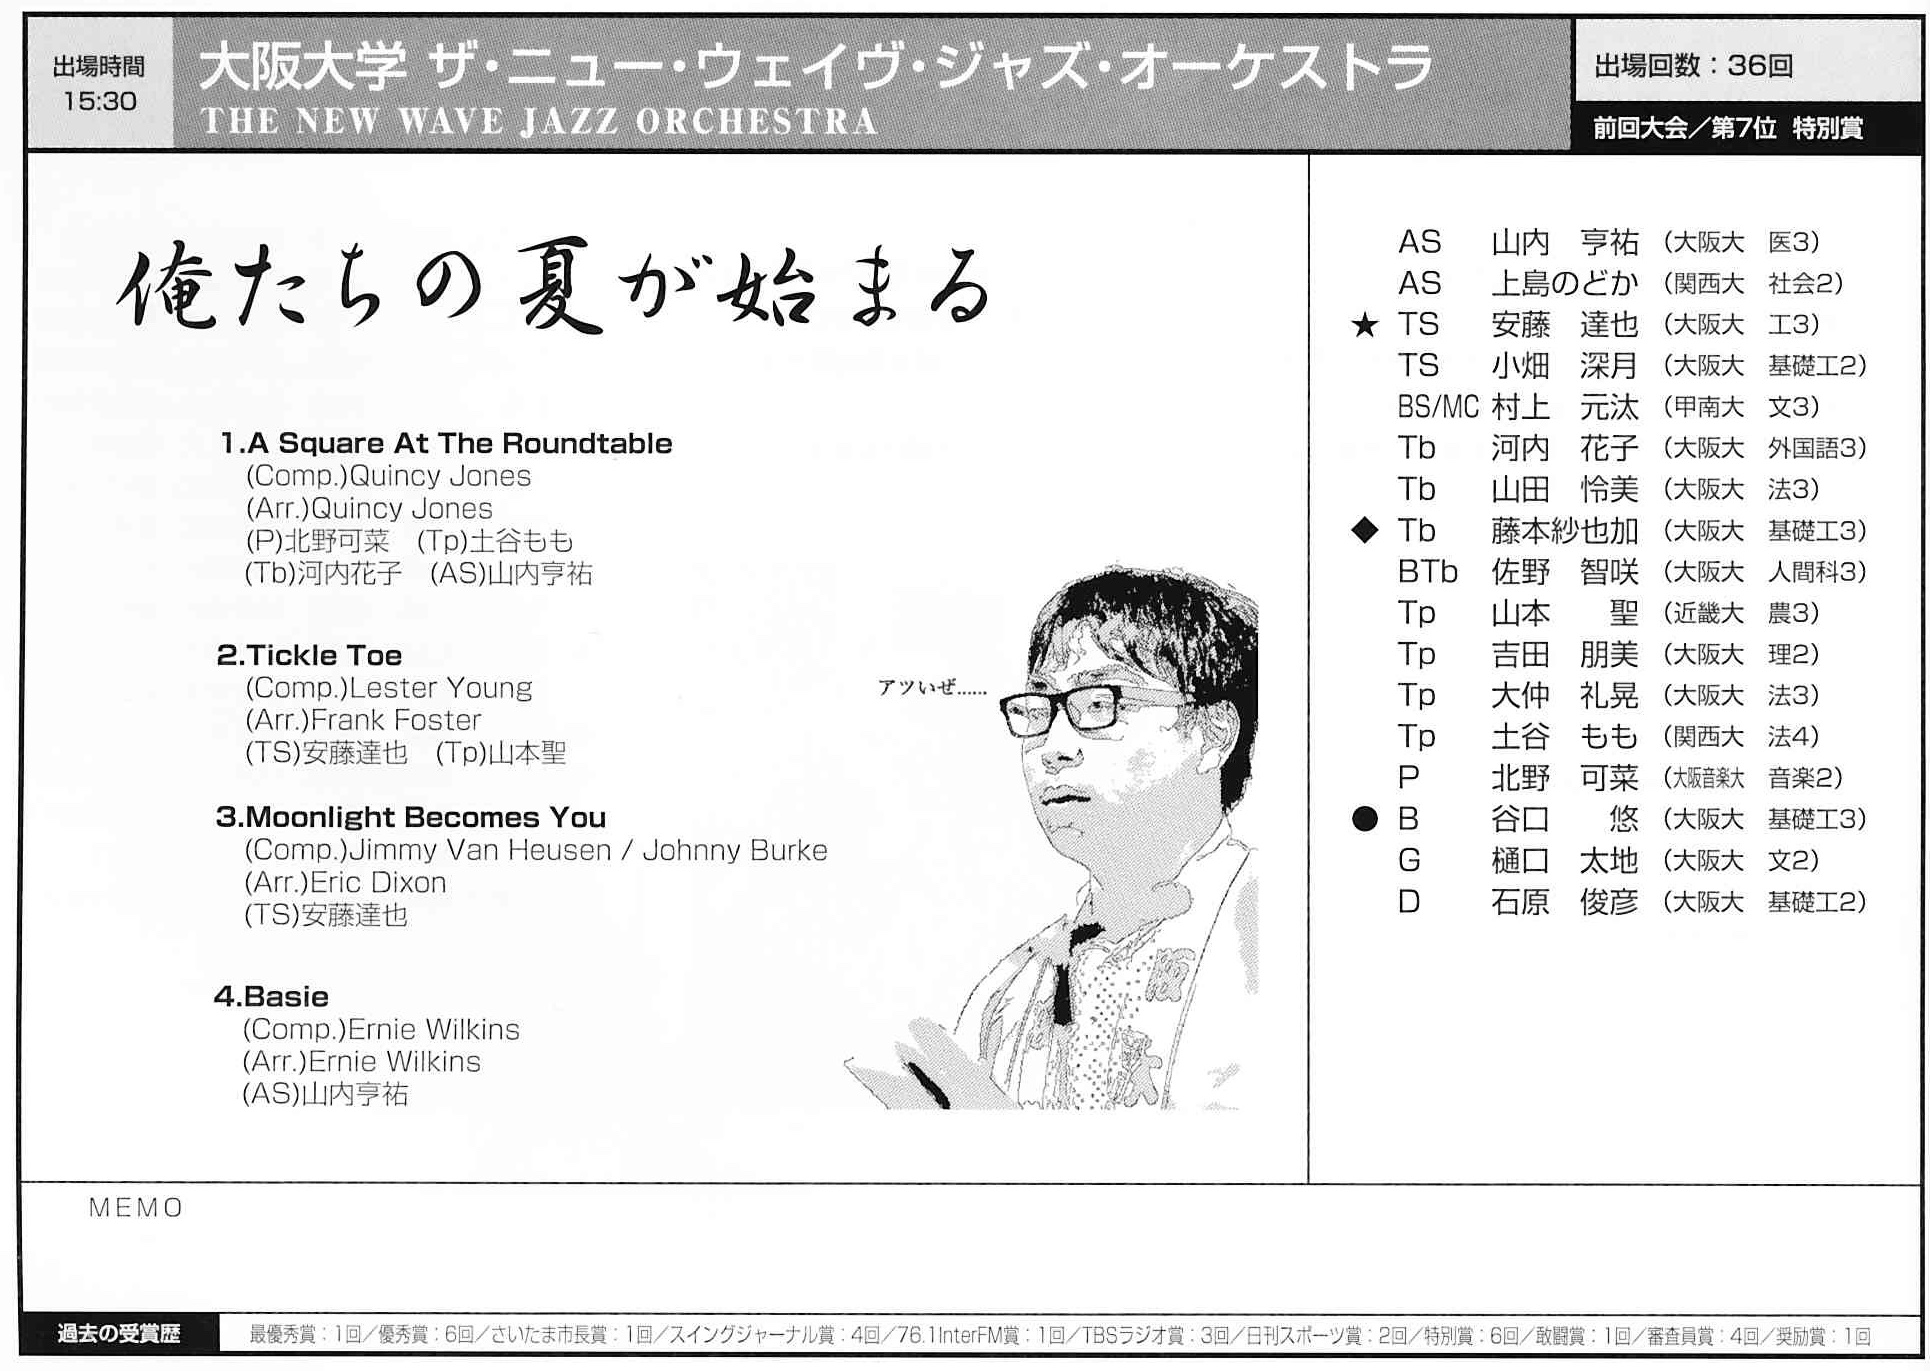 出場時間
15:30
大阪大学 ザ・ニュー・ウェイヴ・ジャズ・オーケストラ
THE NEW WAVE JAZZ ORCHESTRA
出場回数：36回
前回大会／第7位 特別賞
俺たちの夏が始まる
1.A Square At The Roundtable
(Comp.)Quincy Jones
(Arr.)Quincy Jones
(P)北野可菜 (Tp)土谷もも
(Tb)河内花子 (AS)山内亨祐
2.Tickle Toe
(Comp.)Lester Young
(Arr.)Frank Foster
(TS)安藤達也 (Tp)山本聖
3.Moonlight Becomes You
(Comp.)Jimmy Van Heusen / Johnny Burke
(Arr.)Eric Dixon
(TS)安藤達也
4.Basie
(Comp.)Ernie Wilkins
(Arr.)Ernie Wilkins
(AS)山内亨祐
アツいぜ……
阪
大
AS 山内 亨祐 （大阪大 医3）
AS 上島のどか （関西大 社会2）
★ TS 安藤 達也 （大阪大 工3）
TS 小畑 深月 （大阪大 基礎工2）
BS/MC 村上 元汰 （甲南大 文3）
Tb 河内 花子 （大阪大 外国語3）
Tb 山田 怜美 （大阪大 法3）
◆ Tb 藤本紗也加 （大阪大 基礎工3）
BTb 佐野 智咲 （大阪大 人間科3）
Tp 山本 聖 （近畿大 農3）
Tp 吉田 朋美 （大阪大 理2）
Tp 大仲 礼晃 （大阪大 法3）
Tp 土谷 もも （関西大 法4）
P 北野 可菜 （大阪音楽大 音楽2）
● B 谷口 悠 （大阪大 基礎工3）
G 樋口 太地 （大阪大 文2）
D 石原 俊彦 （大阪大 基礎工2）
MEMO
過去の受賞歴
最優秀賞：1回／優秀賞：6回／さいたま市長賞：1回／スイングジャーナル賞：4回／76.1InterFM賞：1回／TBSラジオ賞：3回／日刊スポーツ賞：2回／特別賞：6回／敢闘賞：1回／審査員賞：4回／奨励賞：1回